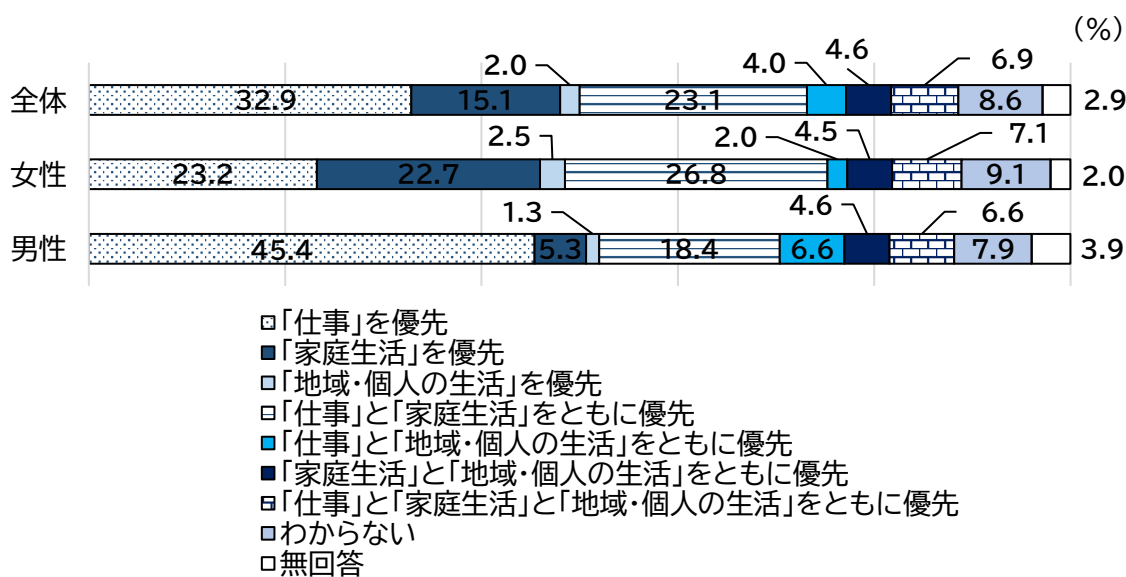 (%)
2.0 4.0 4.6 6.9
全体 32.9 15.1 23.1 8.6 2.9
2.5 2.0 4.5 7.1
女性 23.2 22.7 26.8 9.1 2.0
1.3 4.6 6.6
男性 45.4 5.3 18.4 6.6 7.9 3.9
「仕事」を優先
「家庭生活」を優先
「地域・個人の生活」を優先
「仕事」と「家庭生活」をともに優先
「仕事」と「地域・個人の生活」をともに優先
「家庭生活」と「地域・個人の生活」をともに優先
「仕事」と「家庭生活」と「地域・個人の生活」をともに優先
わからない
無回答